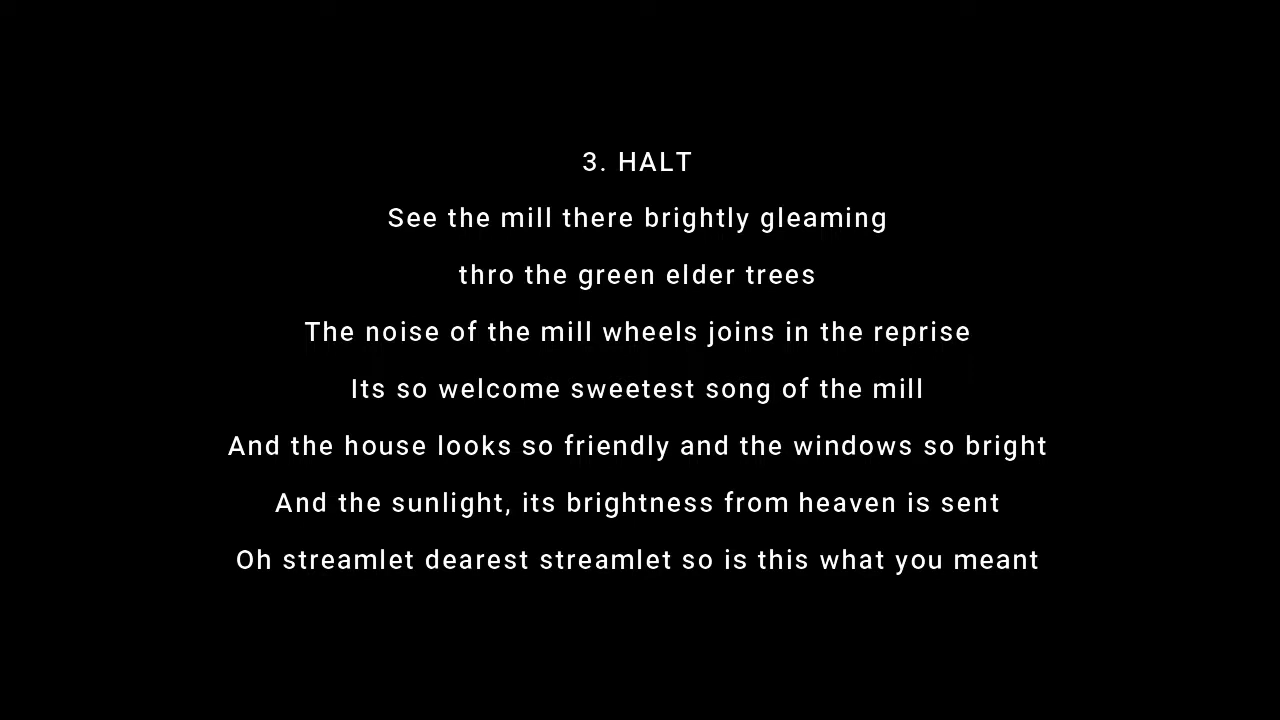 3. HALT
See the mill there brightly gleaming
thro the green elder trees
The noise of the mill wheels joins in the reprise
Its so welcome sweetest song of the mill
And the house looks so friendly and the windows so bright
And the sunlight, its brightness from heaven is sent
Oh streamlet dearest streamlet so is this what you meant